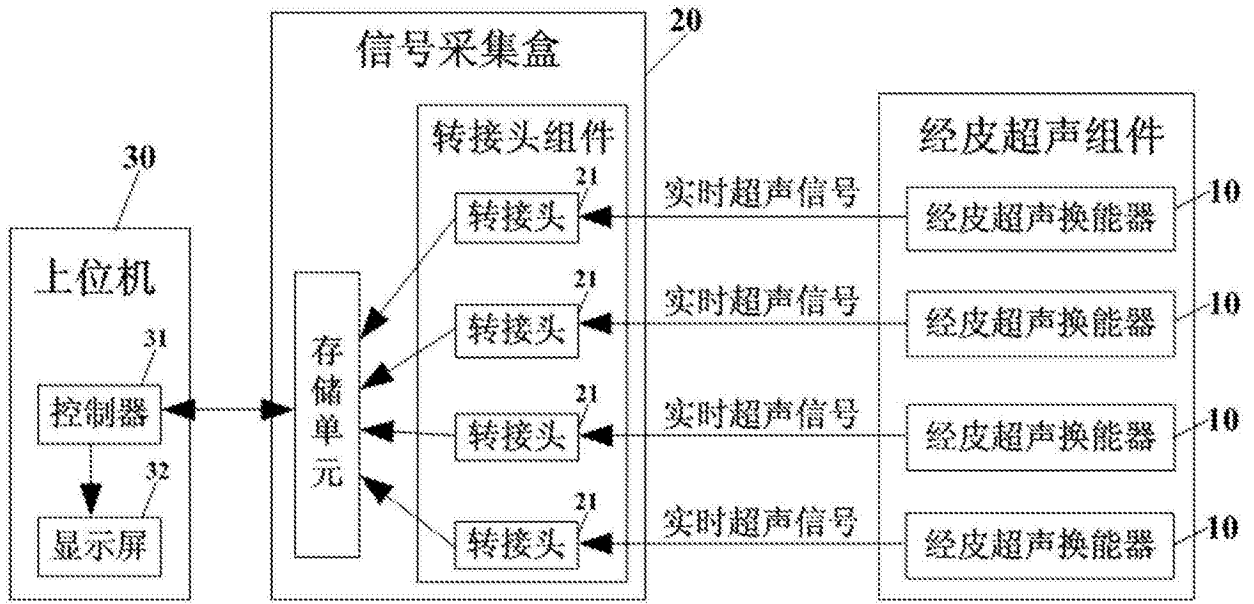 信号采集盒
20
转接头组件
经皮超声组件
30
21
转接头
实时超声信号
经皮超声换能器
10
上位机
21
转接头
实时超声信号
经皮超声换能器
10
存储单元
31
控制器
21
转接头
实时超声信号
经皮超声换能器
10
32
显示屏
21
转接头
实时超声信号
经皮超声换能器
10